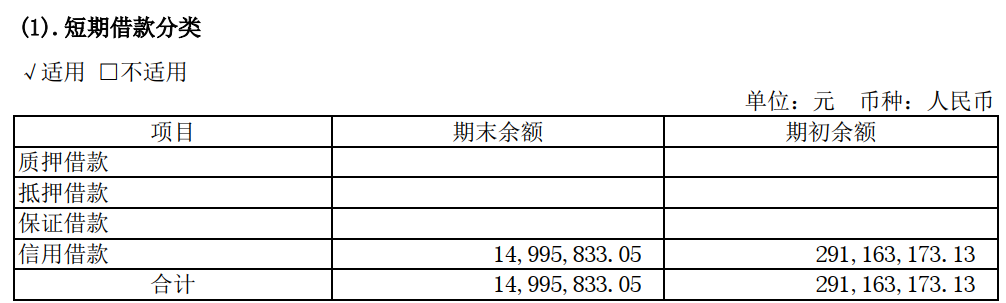 (1).短期借款分类
√适用 □不适用
单位：元 币种：人民币
项目 期末余额 期初余额
质押借款
抵押借款
保证借款
信用借款 14,995,833.05 291,163,173.13
合计 14,995,833.05 291,163,173.13